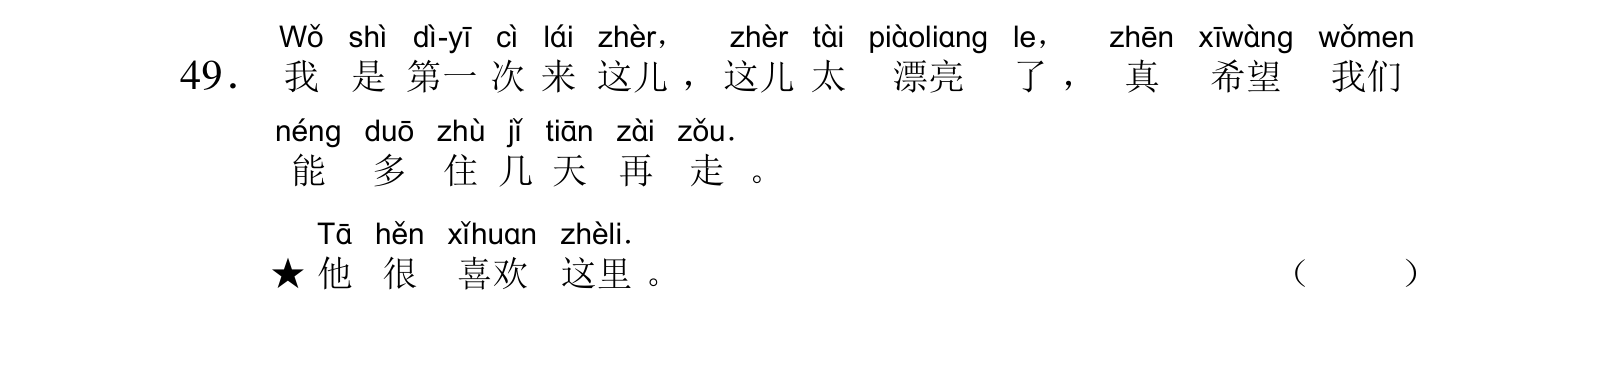 Wǒ shì dì-yī cì lái zhèr, zhèr tài piàoliang le, zhēn xīwàng wǒmen
49. 我 是 第一 次 来 这儿，这儿 太 漂亮 了，真 希望 我们
néng duō zhù jǐ tiān zài zǒu.
能 多 住 几 天 再 走 。
Tā hěn xǐhuan zhèli.
★ 他 很 喜欢 这里 。 （ ）